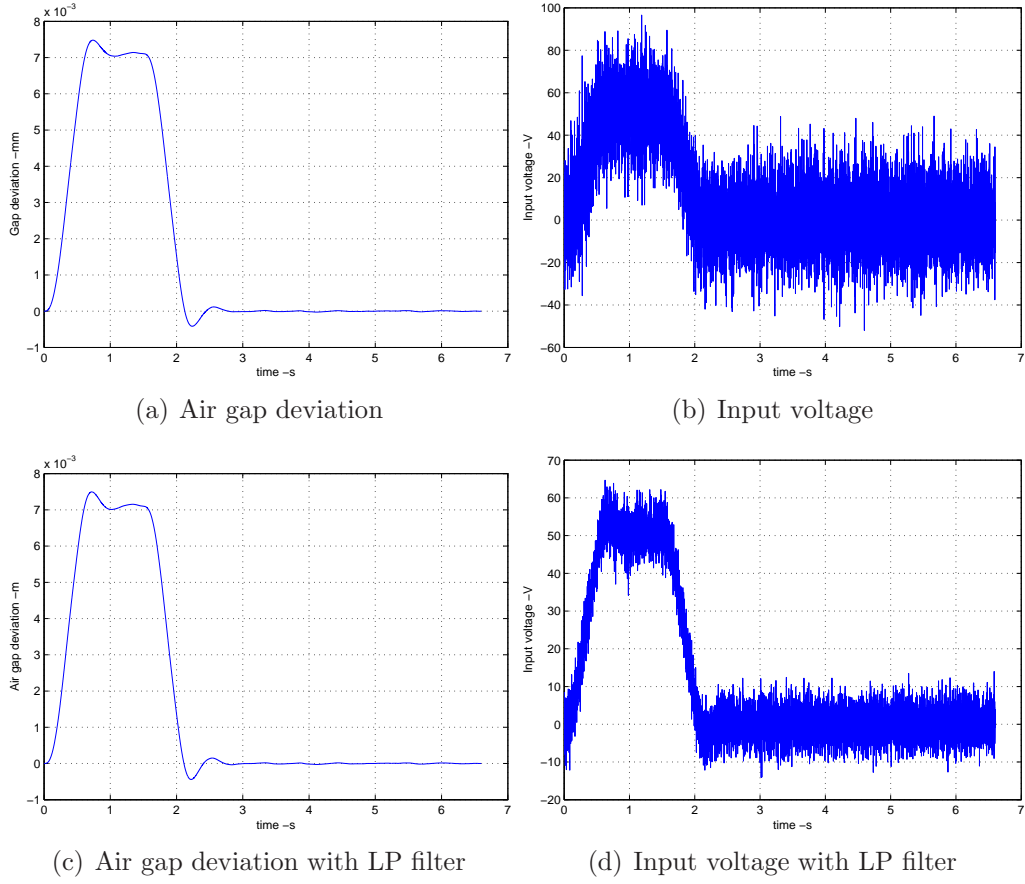 x 10⁻³
8
7
6
5
4
3
2
1
0
−1
Gap deviation −mm
0 1 2 3 4 5 6 7
time −s
(a) Air gap deviation
100
80
60
40
20
0
−20
−40
−60
Input voltage −V
0 1 2 3 4 5 6 7
time −s
(b) Input voltage
x 10⁻³
8
7
6
5
4
3
2
1
0
−1
Air gap deviation −m
0 1 2 3 4 5 6 7
time −s
(c) Air gap deviation with LP filter
70
60
50
40
30
20
10
0
−10
−20
Input voltage −V
0 1 2 3 4 5 6 7
time −s
(d) Input voltage with LP filter